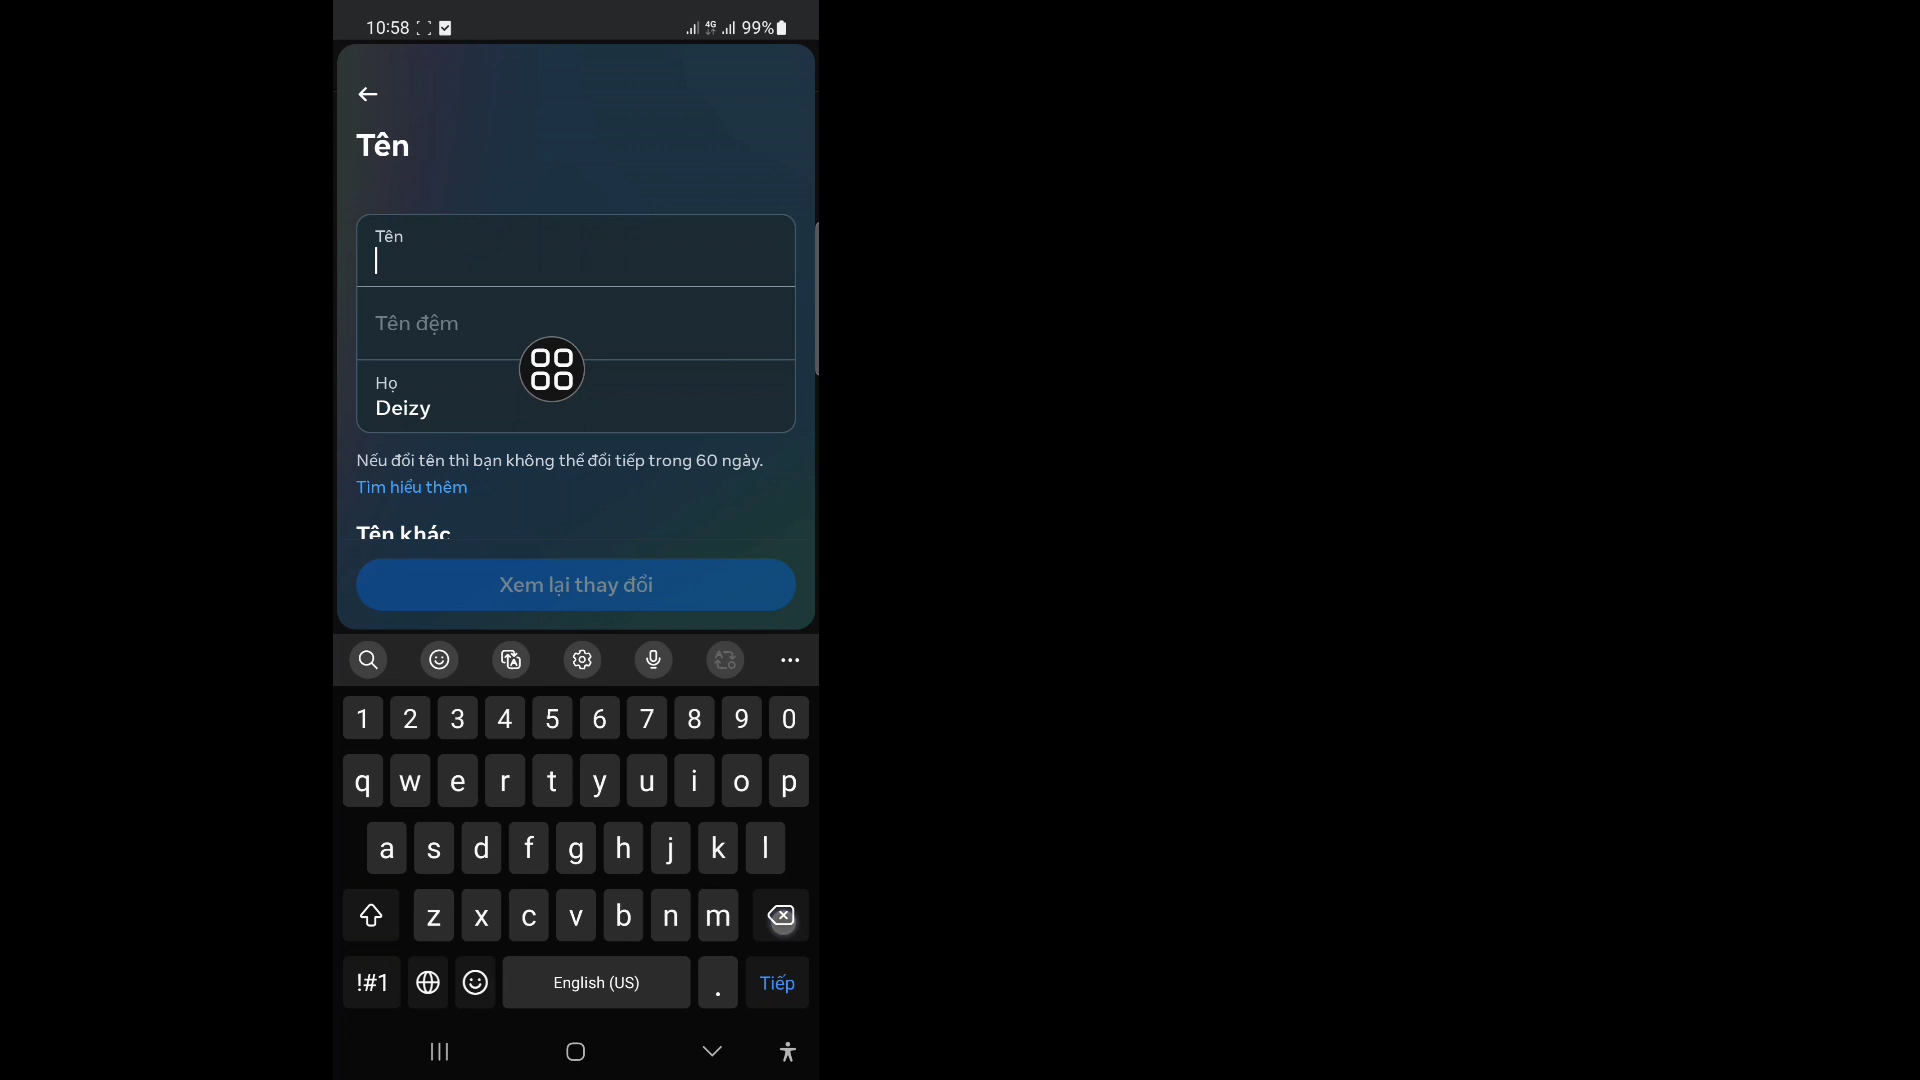 10:58 4G 99%
Tên
Tên
Tên đệm
Họ
Deizy
Nếu đổi tên thì bạn không thể đổi tiếp trong 60 ngày.
Tìm hiểu thêm
Tên khác
Xem lại thay đổi
1 2 3 4 5 6 7 8 9 0
q w e r t y u i o p
a s d f g h j k l
z x c v b n m
!#1 English (US) . Tiếp